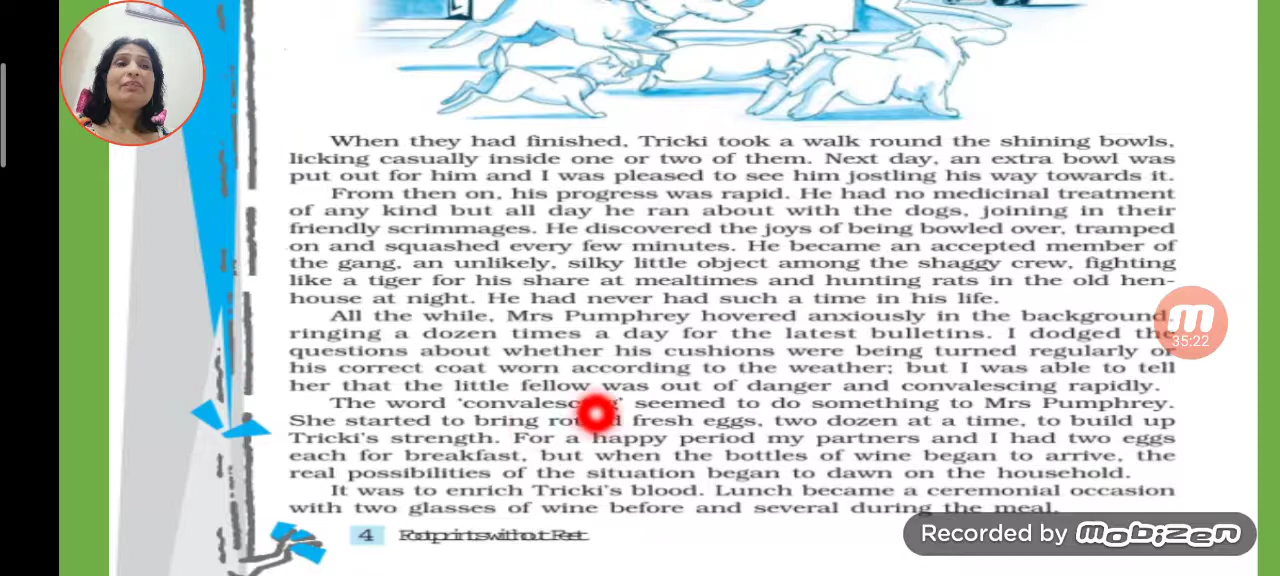 When they had finished, Tricki took a walk round the shining bowls,
licking casually inside one or two of them. Next day, an extra bowl was
put out for him and I was pleased to see him jostling his way towards it.
From then on, his progress was rapid. He had no medicinal treatment
of any kind but all day he ran about with the dogs, joining in their
friendly scrimmages. He discovered the joys of being bowled over, tramped
on and squashed every few minutes. He became an accepted member of
the gang, an unlikely, silky little object among the shaggy crew, fighting
like a tiger for his share at mealtimes and hunting rats in the old hen-
house at night. He had never had such a time in his life.
All the while, Mrs Pumphrey hovered anxiously in the background,
ringing a dozen times a day for the latest bulletins. I dodged the
questions about whether his cushions were being turned regularly or
his correct coat worn according to the weather; but I was able to tell
her that the little fellow was out of danger and convalescing rapidly.
The word ‘convalescing’ seemed to do something to Mrs Pumphrey.
She started to bring round fresh eggs, two dozen at a time, to build up
Tricki’s strength. For a happy period my partners and I had two eggs
each for breakfast, but when the bottles of wine began to arrive, the
real possibilities of the situation began to dawn on the household.
It was to enrich Tricki’s blood. Lunch became a ceremonial occasion
with two glasses of wine before and several during the meal.
4 Footprints without Feet
35:22
Recorded by mobizen